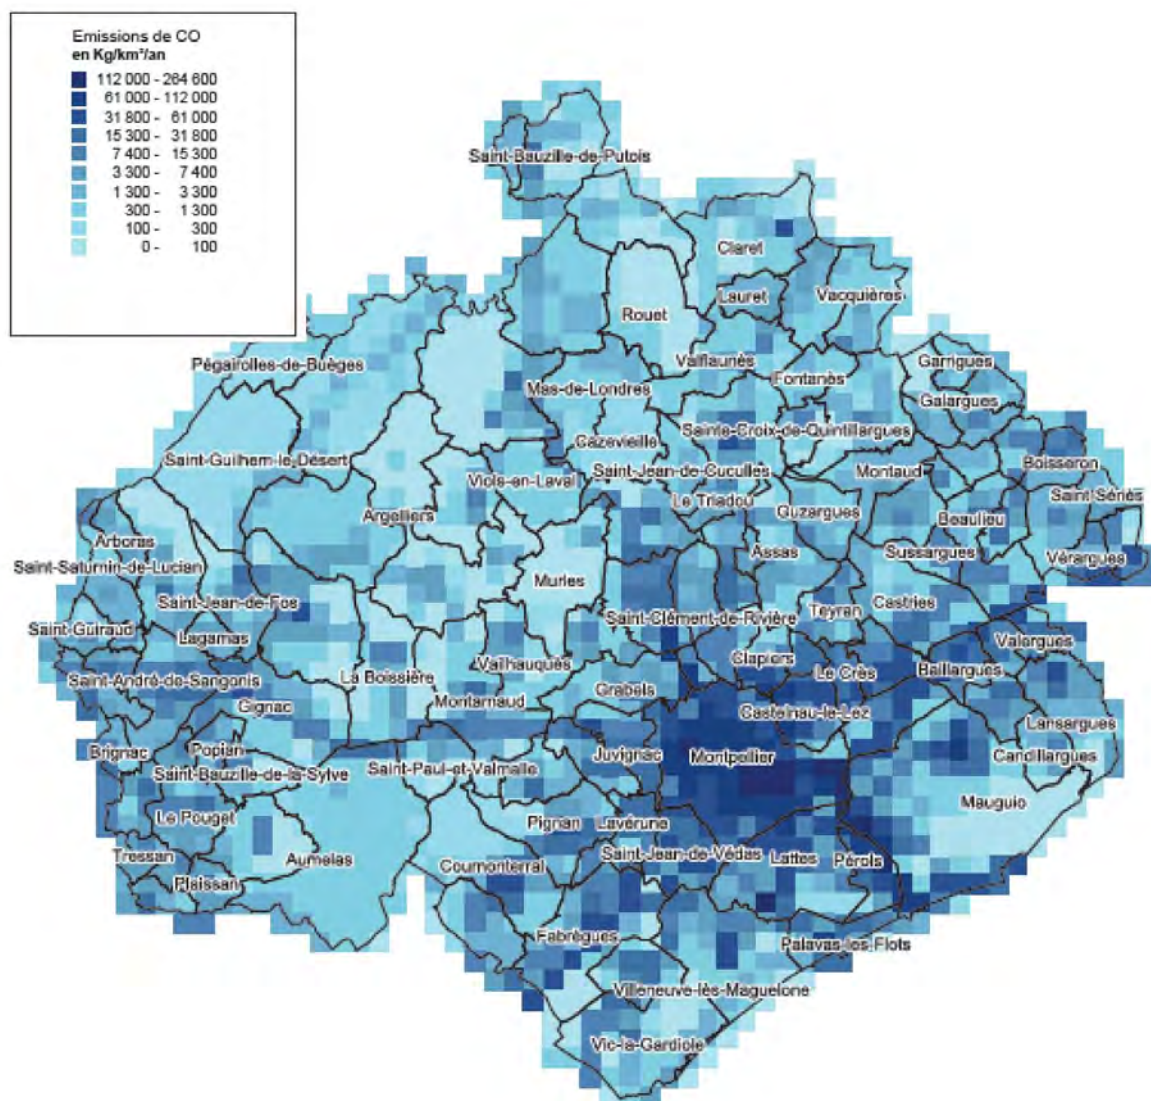 Emissions de CO
en Kg/km²/an
112 000 - 264 600
61 000 - 112 000
31 800 - 61 000
15 300 - 31 800
7 400 - 15 300
3 300 - 7 400
1 300 - 3 300
300 - 1 300
100 - 300
0 - 100
Saint-Bauzille-de-Putois
Claret
Lauret
Vacquières
Rouet
Valflaunès
Garrigues
Pégairolles-de-Buèges
Fontanès
Mas-de-Londres
Galargues
Sainte-Croix-de-Quintillargues
Cazevieille
Saint-Guilhem-le-Désert
Boisseron
Saint-Jean-de-Cuculles
Montaud
Viols-en-Laval
Saint-Sériès
Le Triadou
Guzargues
Argelliers
Beaulieu
Arboras
Assas
Sussargues
Vérargues
Saint-Saturnin-de-Lucian
Murles
Saint-Jean-de-Fos
Castries
Teyran
Saint-Clément-de-Rivière
Saint-Guiraud
Lagamas
Valergues
Clapiers
Vailhauquès
Le Crès
Baillargues
La Boissière
Saint-André-de-Sangonis
Grabels
Montarnaud
Gignac
Castelnau-le-Lez
Lansargues
Brignac
Popian
Juvignac
Montpellier
Candillargues
Saint-Paul-et-Valmalle
Saint-Bauzille-de-la-Sylve
Mauguio
Le Pouget
Pignan
Lavérune
Tressan
Saint-Jean-de-Védas
Lattes
Pérols
Aumelas
Cournonterral
Plaissan
Fabrègues
Palavas-les-Flots
Villeneuve-lès-Maguelone
Vic-la-Gardiole